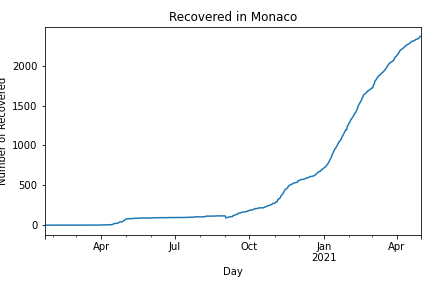 Recovered in Monaco
Number of Recovered
2000
1500
1000
500
0
Apr
Jul
Oct
Jan
2021
Apr
Day